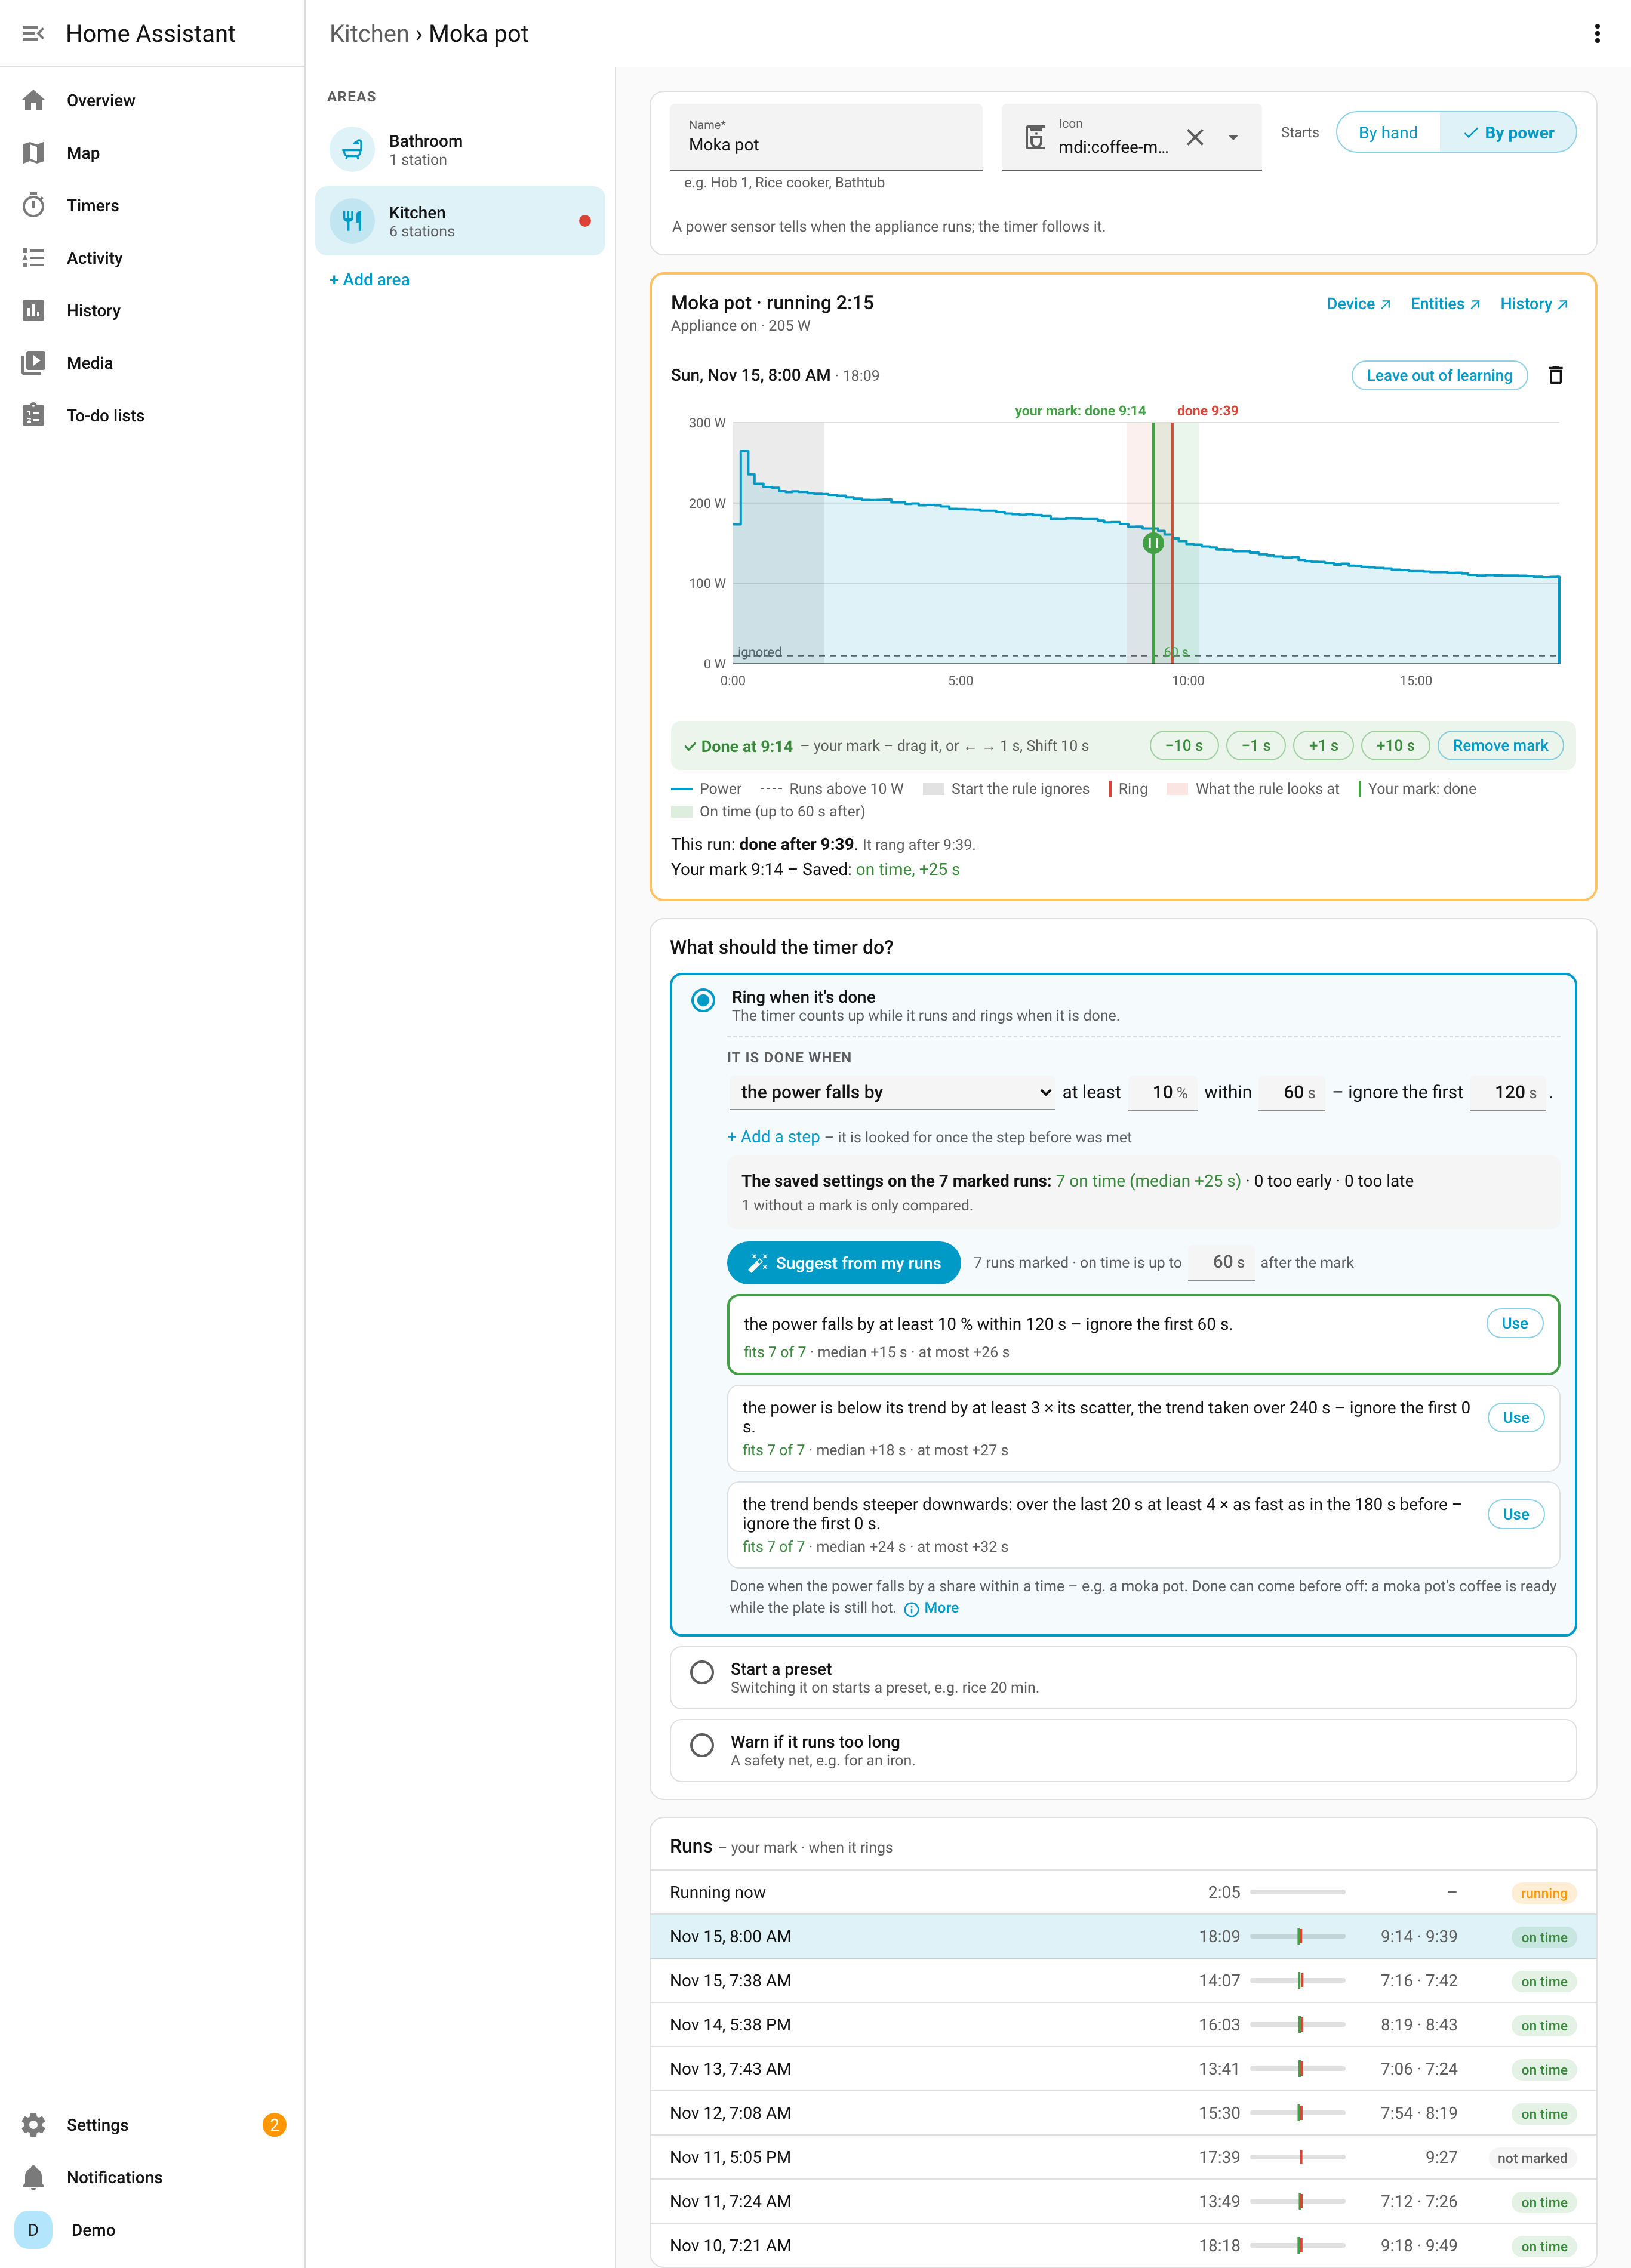 Home Assistant
Kitchen › Moka pot
Overview
Map
Timers
Activity
History
Media
To-do lists
Settings
2
Notifications
D
Demo
AREAS
Bathroom
1 station
Kitchen
6 stations
+ Add area
Name*
Moka pot
e.g. Hob 1, Rice cooker, Bathtub
Icon
mdi:coffee-m...
Starts
By hand
By power
A power sensor tells when the appliance runs; the timer follows it.
Moka pot · running 2:15
Device
Entities
History
Appliance on · 205 W
Sun, Nov 15, 8:00 AM · 18:09
Leave out of learning
your mark: done 9:14
done 9:39
300 W
200 W
100 W
0 W
ignored
60 s
0:00
5:00
10:00
15:00
Done at 9:14 – your mark – drag it, or ← → 1 s, Shift 10 s
−10 s
−1 s
+1 s
+10 s
Remove mark
Power
Runs above 10 W
Start the rule ignores
Ring
What the rule looks at
Your mark: done
On time (up to 60 s after)
This run: done after 9:39. It rang after 9:39.
Your mark 9:14 – Saved: on time, +25 s
What should the timer do?
Ring when it's done
The timer counts up while it runs and rings when it is done.
IT IS DONE WHEN
the power falls by at least 10 % within 60 s – ignore the first 120 s .
+ Add a step – it is looked for once the step before was met
The saved settings on the 7 marked runs: 7 on time (median +25 s) · 0 too early · 0 too late
1 without a mark is only compared.
Suggest from my runs
7 runs marked · on time is up to 60 s after the mark
the power falls by at least 10 % within 120 s – ignore the first 60 s.
fits 7 of 7 · median +15 s · at most +26 s
Use
the power is below its trend by at least 3 × its scatter, the trend taken over 240 s – ignore the first 0
s.
fits 7 of 7 · median +18 s · at most +27 s
Use
the trend bends steeper downwards: over the last 20 s at least 4 × as fast as in the 180 s before –
ignore the first 0 s.
fits 7 of 7 · median +24 s · at most +32 s
Use
Done when the power falls by a share within a time – e.g. a moka pot. Done can come before off: a moka pot's coffee is ready
while the plate is still hot. More
Start a preset
Switching it on starts a preset, e.g. rice 20 min.
Warn if it runs too long
A safety net, e.g. for an iron.
Runs – your mark · when it rings
Running now 2:05 – running
Nov 15, 8:00 AM 18:09 9:14 · 9:39 on time
Nov 15, 7:38 AM 14:07 7:16 · 7:42 on time
Nov 14, 5:38 PM 16:03 8:19 · 8:43 on time
Nov 13, 7:43 AM 13:41 7:06 · 7:24 on time
Nov 12, 7:08 AM 15:30 7:54 · 8:19 on time
Nov 11, 5:05 PM 17:39 9:27 not marked
Nov 11, 7:24 AM 13:49 7:12 · 7:26 on time
Nov 10, 7:21 AM 18:18 9:18 · 9:49 on time